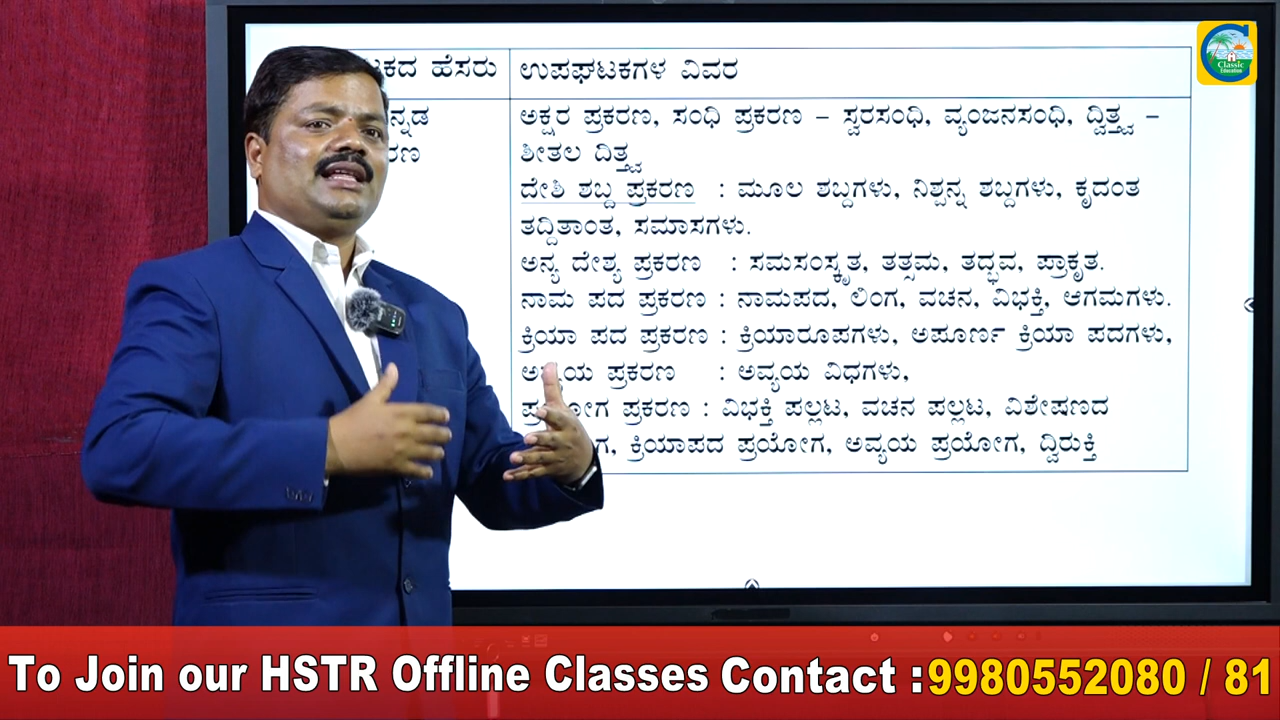 ಹೆಸರು ಉಪಘಟಕಗಳ ವಿವರ
Classic
Education
ಅಕ್ಷರ ಪ್ರಕರಣ, ಸಂಧಿ ಪ್ರಕರಣ – ಸ್ವರಸಂಧಿ, ವ್ಯಂಜನಸಂಧಿ, ದ್ವಿತ್ತ್ವ –
ಶೀತಲ ದಿತ್ತ್ವ
ದೇಶಿ ಶಬ್ದ ಪ್ರಕರಣ : ಮೂಲ ಶಬ್ದಗಳು, ನಿಶ್ಪನ್ನ ಶಬ್ದಗಳು, ಕೃದಂತ
ತದ್ದಿತಾಂತ, ಸಮಾಸಗಳು.
ಅನ್ಯ ದೇಶ್ಯ ಪ್ರಕರಣ : ಸಮಸಂಸ್ಕೃತ, ತತ್ಸಮ, ತದ್ಭವ, ಪ್ರಾಕೃತ.
ನಾಮ ಪದ ಪ್ರಕರಣ : ನಾಮಪದ, ಲಿಂಗ, ವಚನ, ವಿಭಕ್ತಿ, ಆಗಮಗಳು.
ಕ್ರಿಯಾ ಪದ ಪ್ರಕರಣ : ಕ್ರಿಯಾರೂಪಗಳು, ಅಪೂರ್ಣ ಕ್ರಿಯಾ ಪದಗಳು,
ಅವ್ಯಯ ಪ್ರಕರಣ : ಅವ್ಯಯ ವಿಧಗಳು,
ಪ್ರಯೋಗ ಪ್ರಕರಣ : ವಿಭಕ್ತಿ ಪಲ್ಲಟ, ವಚನ ಪಲ್ಲಟ, ವಿಶೇಷಣದ
ಕ್ರಿಯಾಪದ ಪ್ರಯೋಗ, ಅವ್ಯಯ ಪ್ರಯೋಗ, ದ್ವಿರುಕ್ತಿ
To Join our HSTR Offline Classes Contact :9980552080 / 81